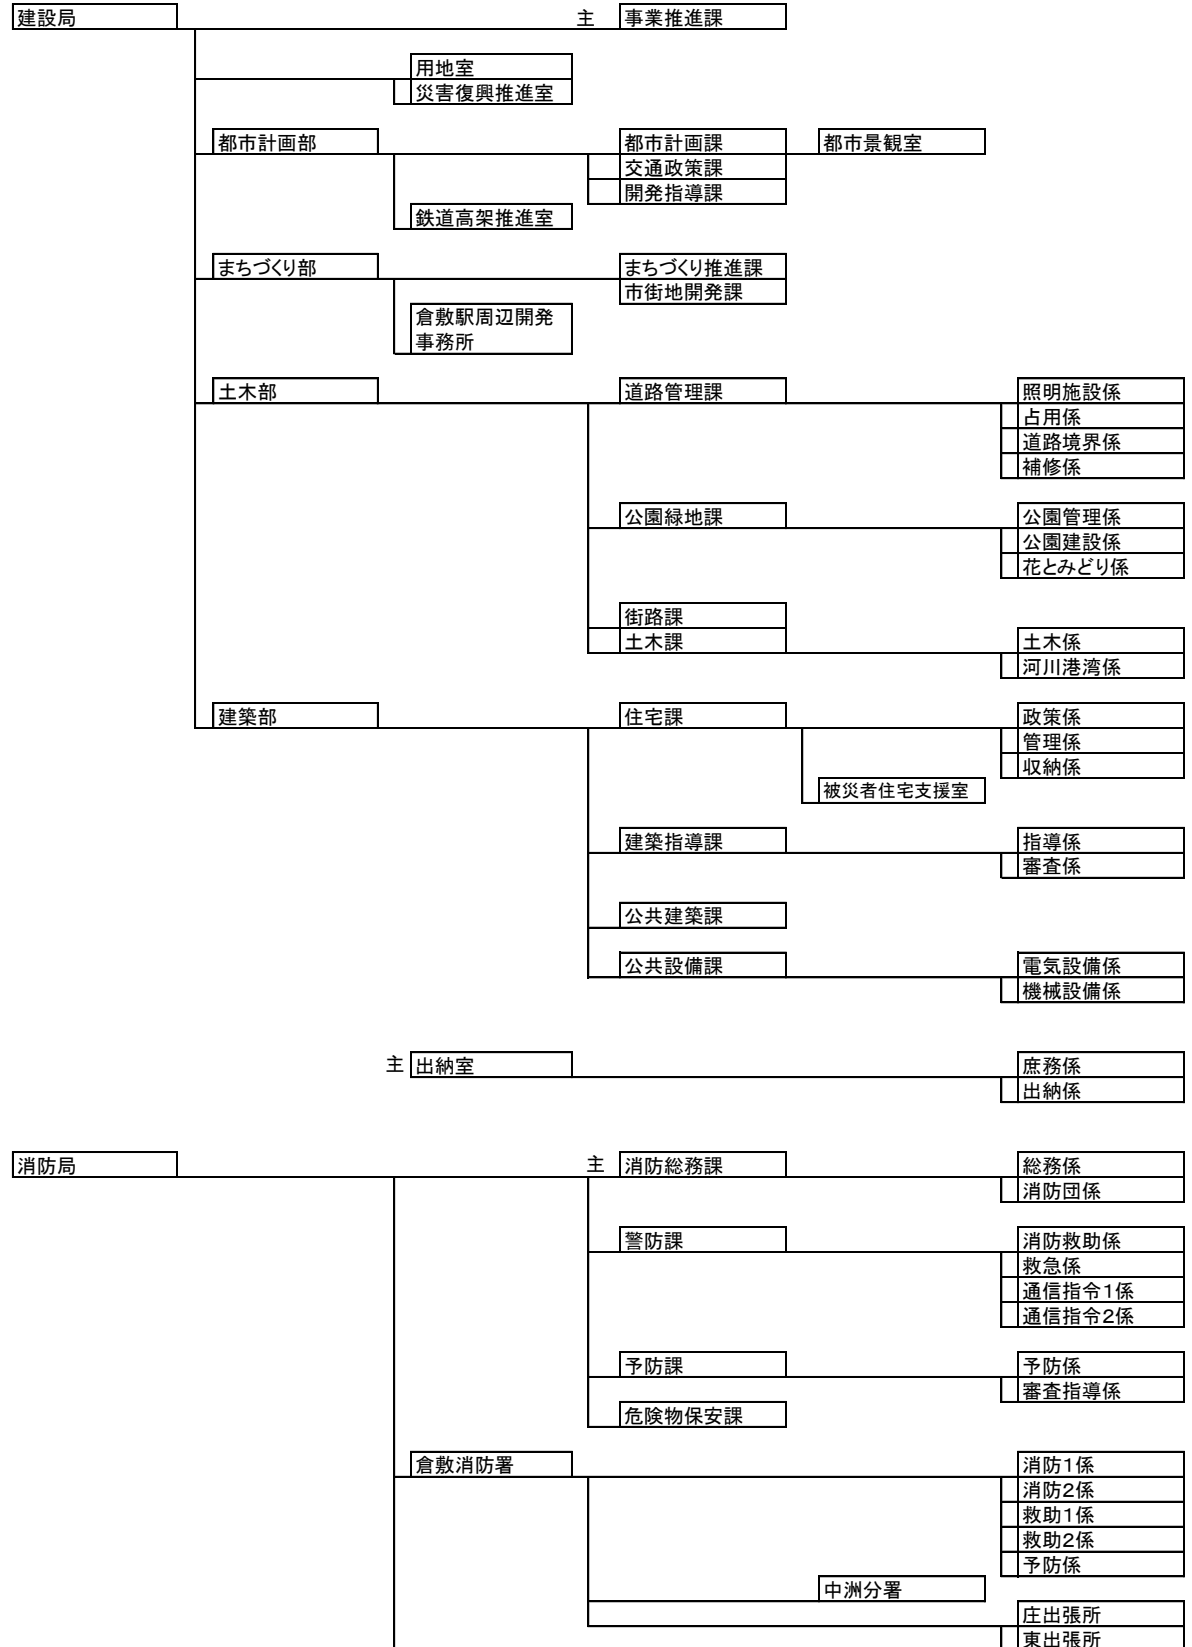 建設局 主 事業推進課
用地室
災害復興推進室
都市計画部 都市計画課 都市景観室
交通政策課
開発指導課
鉄道高架推進室
まちづくり部 まちづくり推進課
市街地開発課
倉敷駅周辺開発
事務所
土木部 道路管理課 照明施設係
占用係
道路境界係
補修係
公園緑地課 公園管理係
公園建設係
花とみどり係
街路課
土木課 土木係
河川港湾係
建築部 住宅課 政策係
管理係
収納係
被災者住宅支援室
建築指導課 指導係
審査係
公共建築課
公共設備課 電気設備係
機械設備係
主 出納室 庶務係
出納係
消防局 主 消防総務課 総務係
消防団係
警防課 消防救助係
救急係
通信指令1係
通信指令2係
予防課 予防係
審査指導係
危険物保安課
倉敷消防署 消防1係
消防2係
救助1係
救助2係
予防係
中洲分署
庄出張所
東出張所